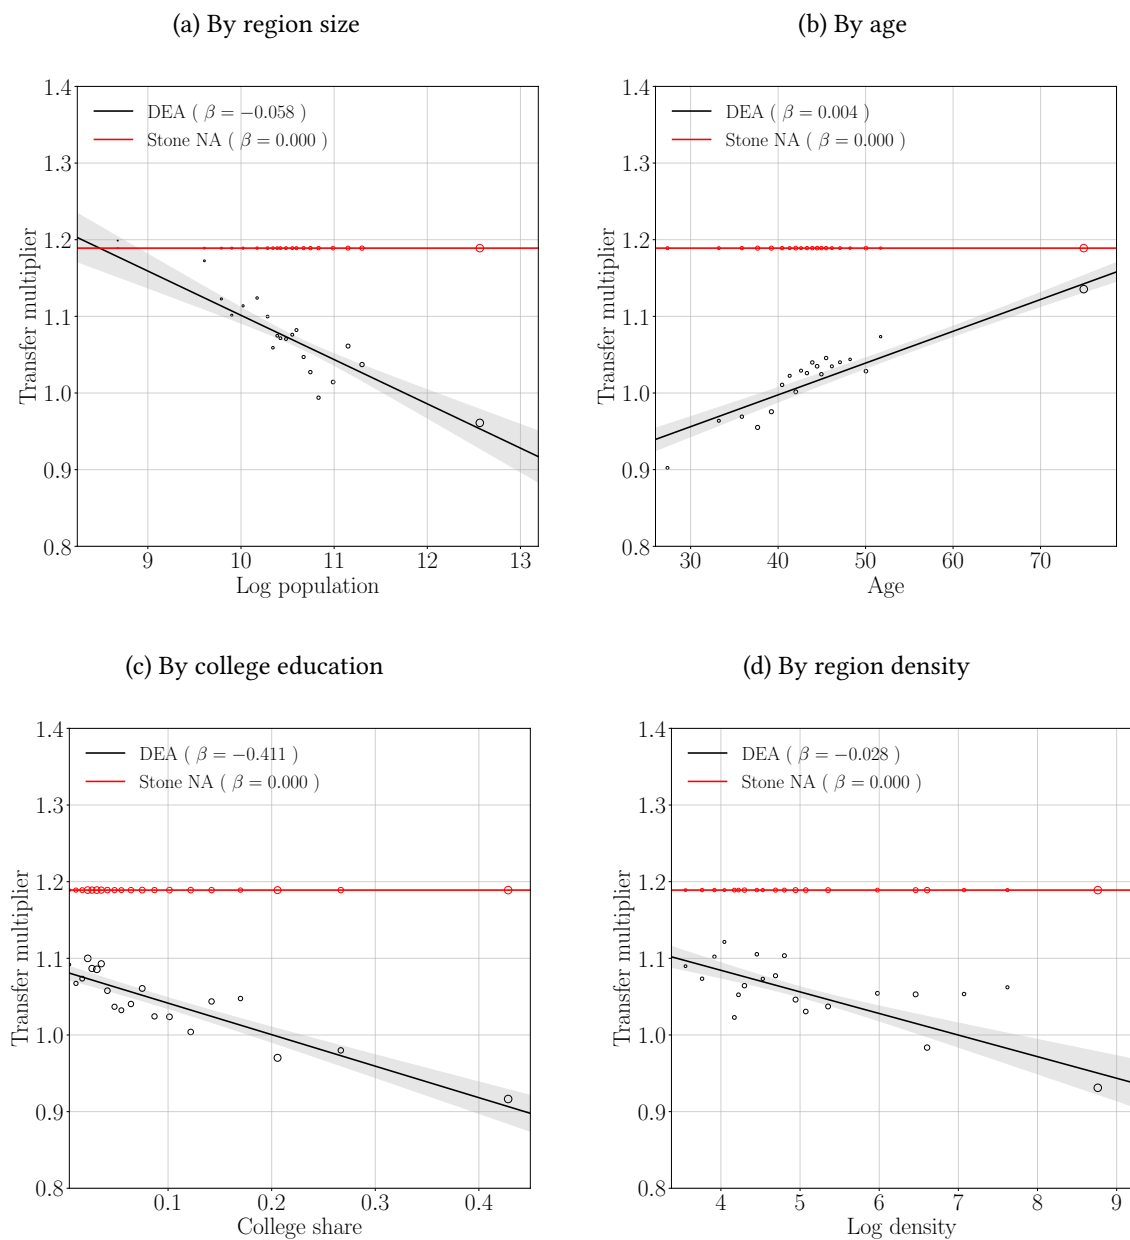 (a) By region size
(b) By age
1.4
1.3
1.2
1.1
1.0
0.9
0.8
Transfer multiplier
DEA ( β = −0.058 )
Stone NA ( β = 0.000 )
9 10 11 12 13
Log population
1.4
1.3
1.2
1.1
1.0
0.9
0.8
Transfer multiplier
DEA ( β = 0.004 )
Stone NA ( β = 0.000 )
30 40 50 60 70
Age
(c) By college education
(d) By region density
1.4
1.3
1.2
1.1
1.0
0.9
0.8
Transfer multiplier
DEA ( β = −0.411 )
Stone NA ( β = 0.000 )
0.1 0.2 0.3 0.4
College share
1.4
1.3
1.2
1.1
1.0
0.9
0.8
Transfer multiplier
DEA ( β = −0.028 )
Stone NA ( β = 0.000 )
4 5 6 7 8 9
Log density